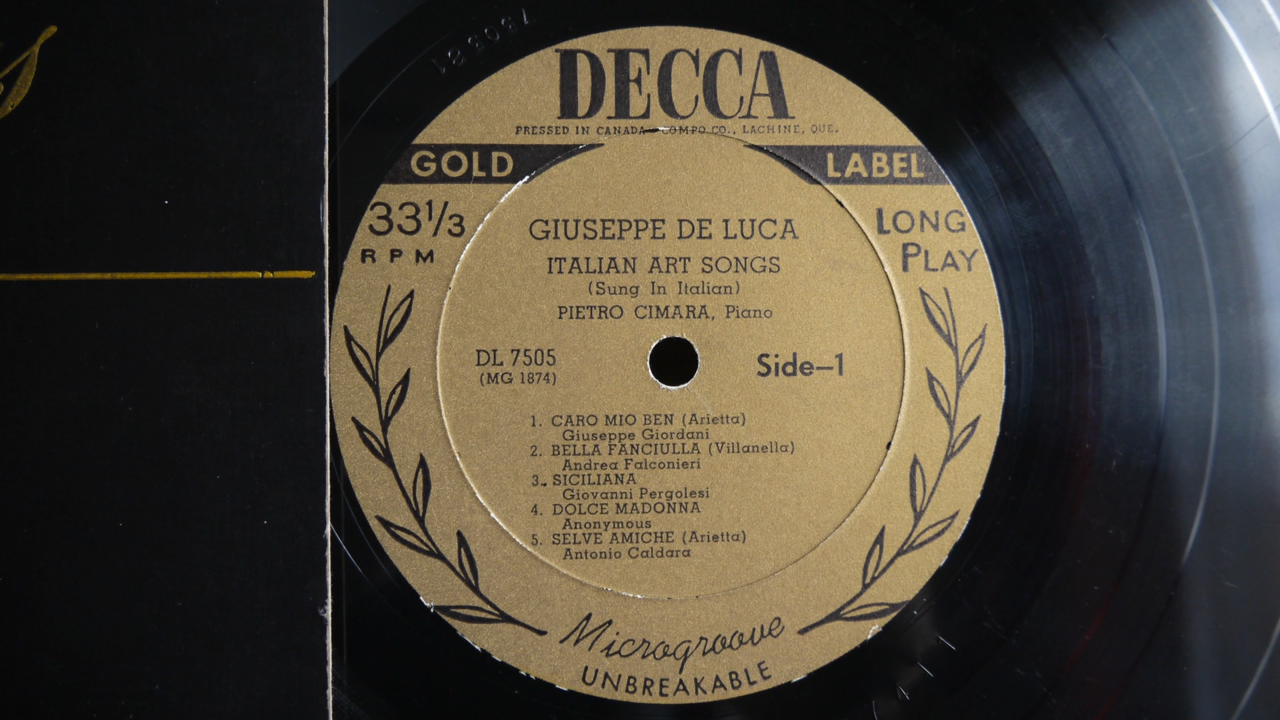 DECCA
PRESSED IN CANADA COMPO CO., LACHINE, QUE.
GOLD LABEL
33⅓ RPM
LONG PLAY
GIUSEPPE DE LUCA
ITALIAN ART SONGS
(Sung In Italian)
PIETRO CIMARA, Piano
DL 7505
(MG 1874)
Side-1
1. CARO MIO BEN (Arietta)
Giuseppe Giordani
2. BELLA FANCIULLA (Villanella)
Andrea Falconieri
3. SICILIANA
Giovanni Pergolesi
4. DOLCE MADONNA
Anonymous
5. SELVE AMICHE (Arietta)
Antonio Caldara
Microgroove
UNBREAKABLE